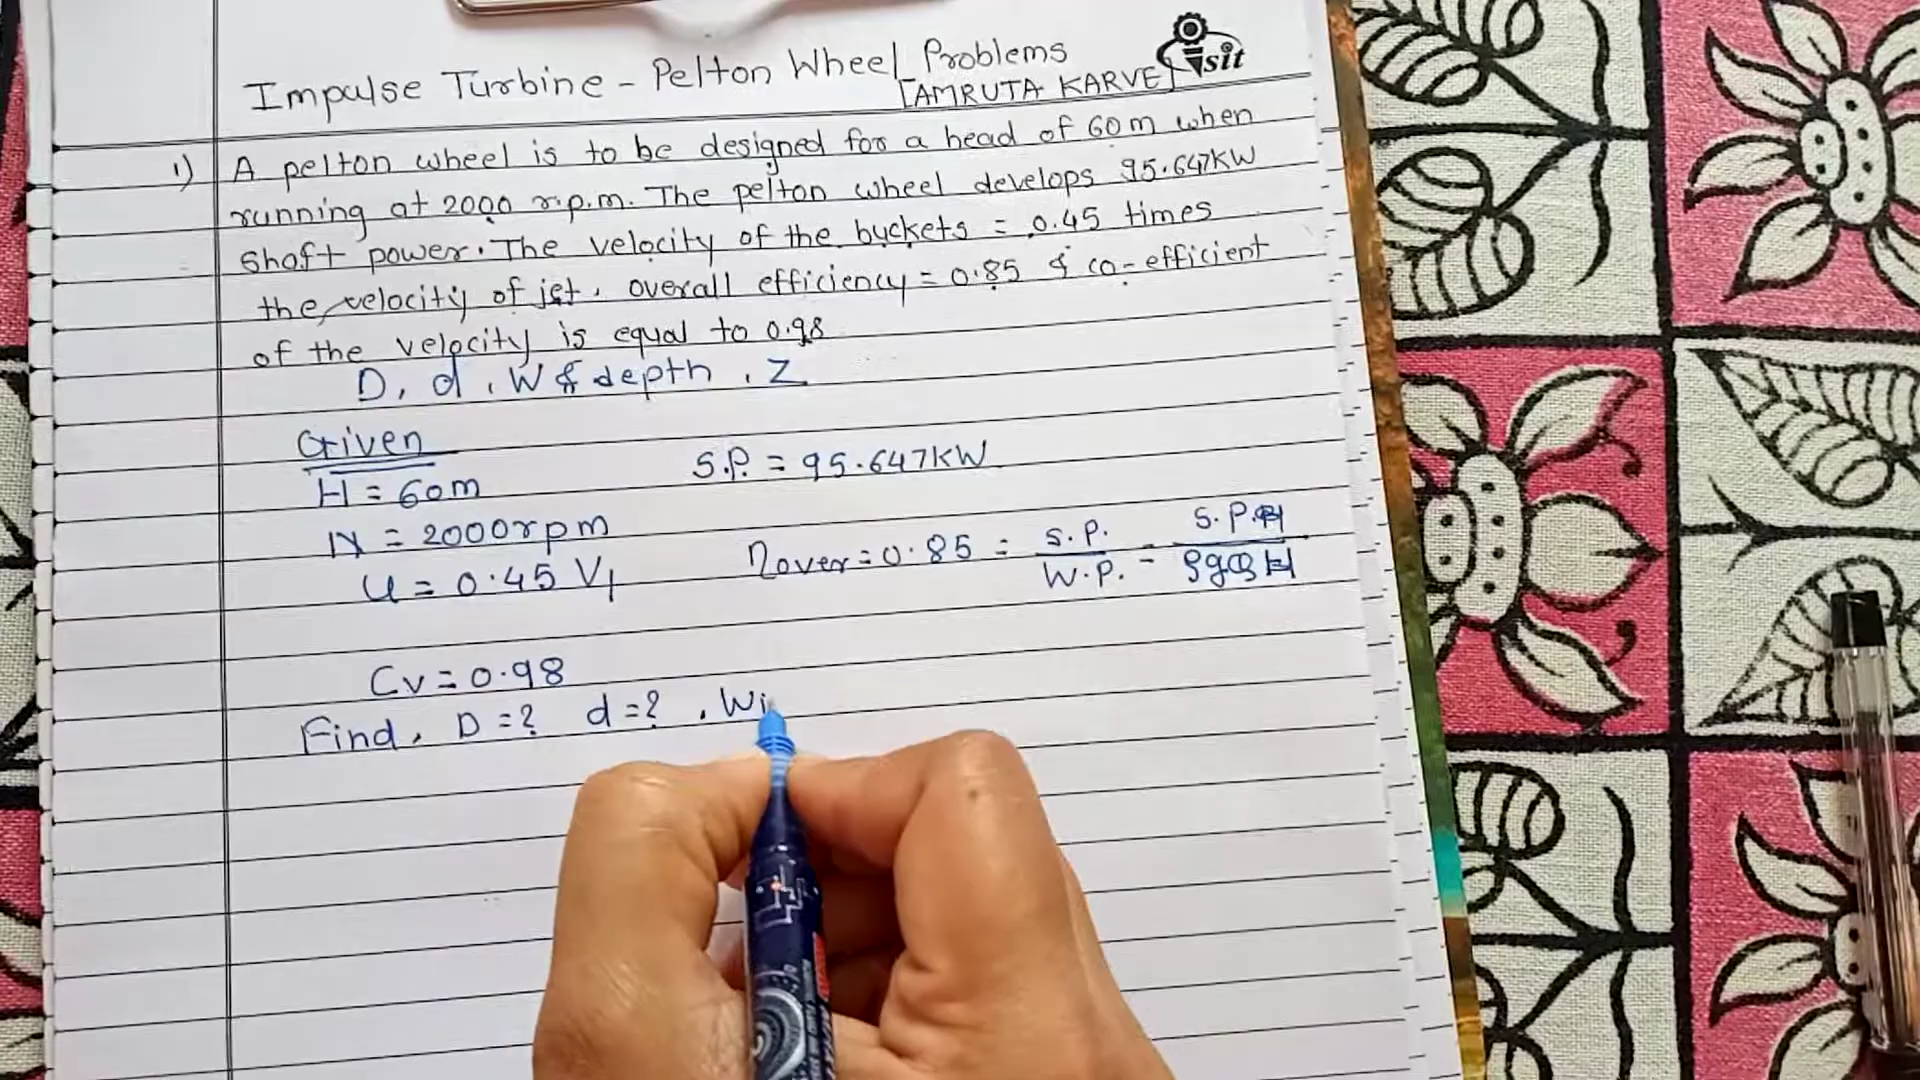 Impulse Turbine - Pelton Wheel Problems
[AMRUTA KARVE]
isit
1) A pelton wheel is to be designed for a head of 60m when
running at 2000 r.p.m. The pelton wheel develops 95.647KW
shaft power. The velocity of the buckets = 0.45 times
the velocity of jet, overall efficiency = 0.85 & co-efficient
of the velocity is equal to 0.98
D, d, W & depth, Z
Given
H = 60m
S.P. = 95.647KW
N = 2000rpm
U = 0.45 V1
ηover = 0.85 = S.P. / W.P. = S.P. / ρgQH
Cv = 0.98
Find, D = ? d = ?, Wi